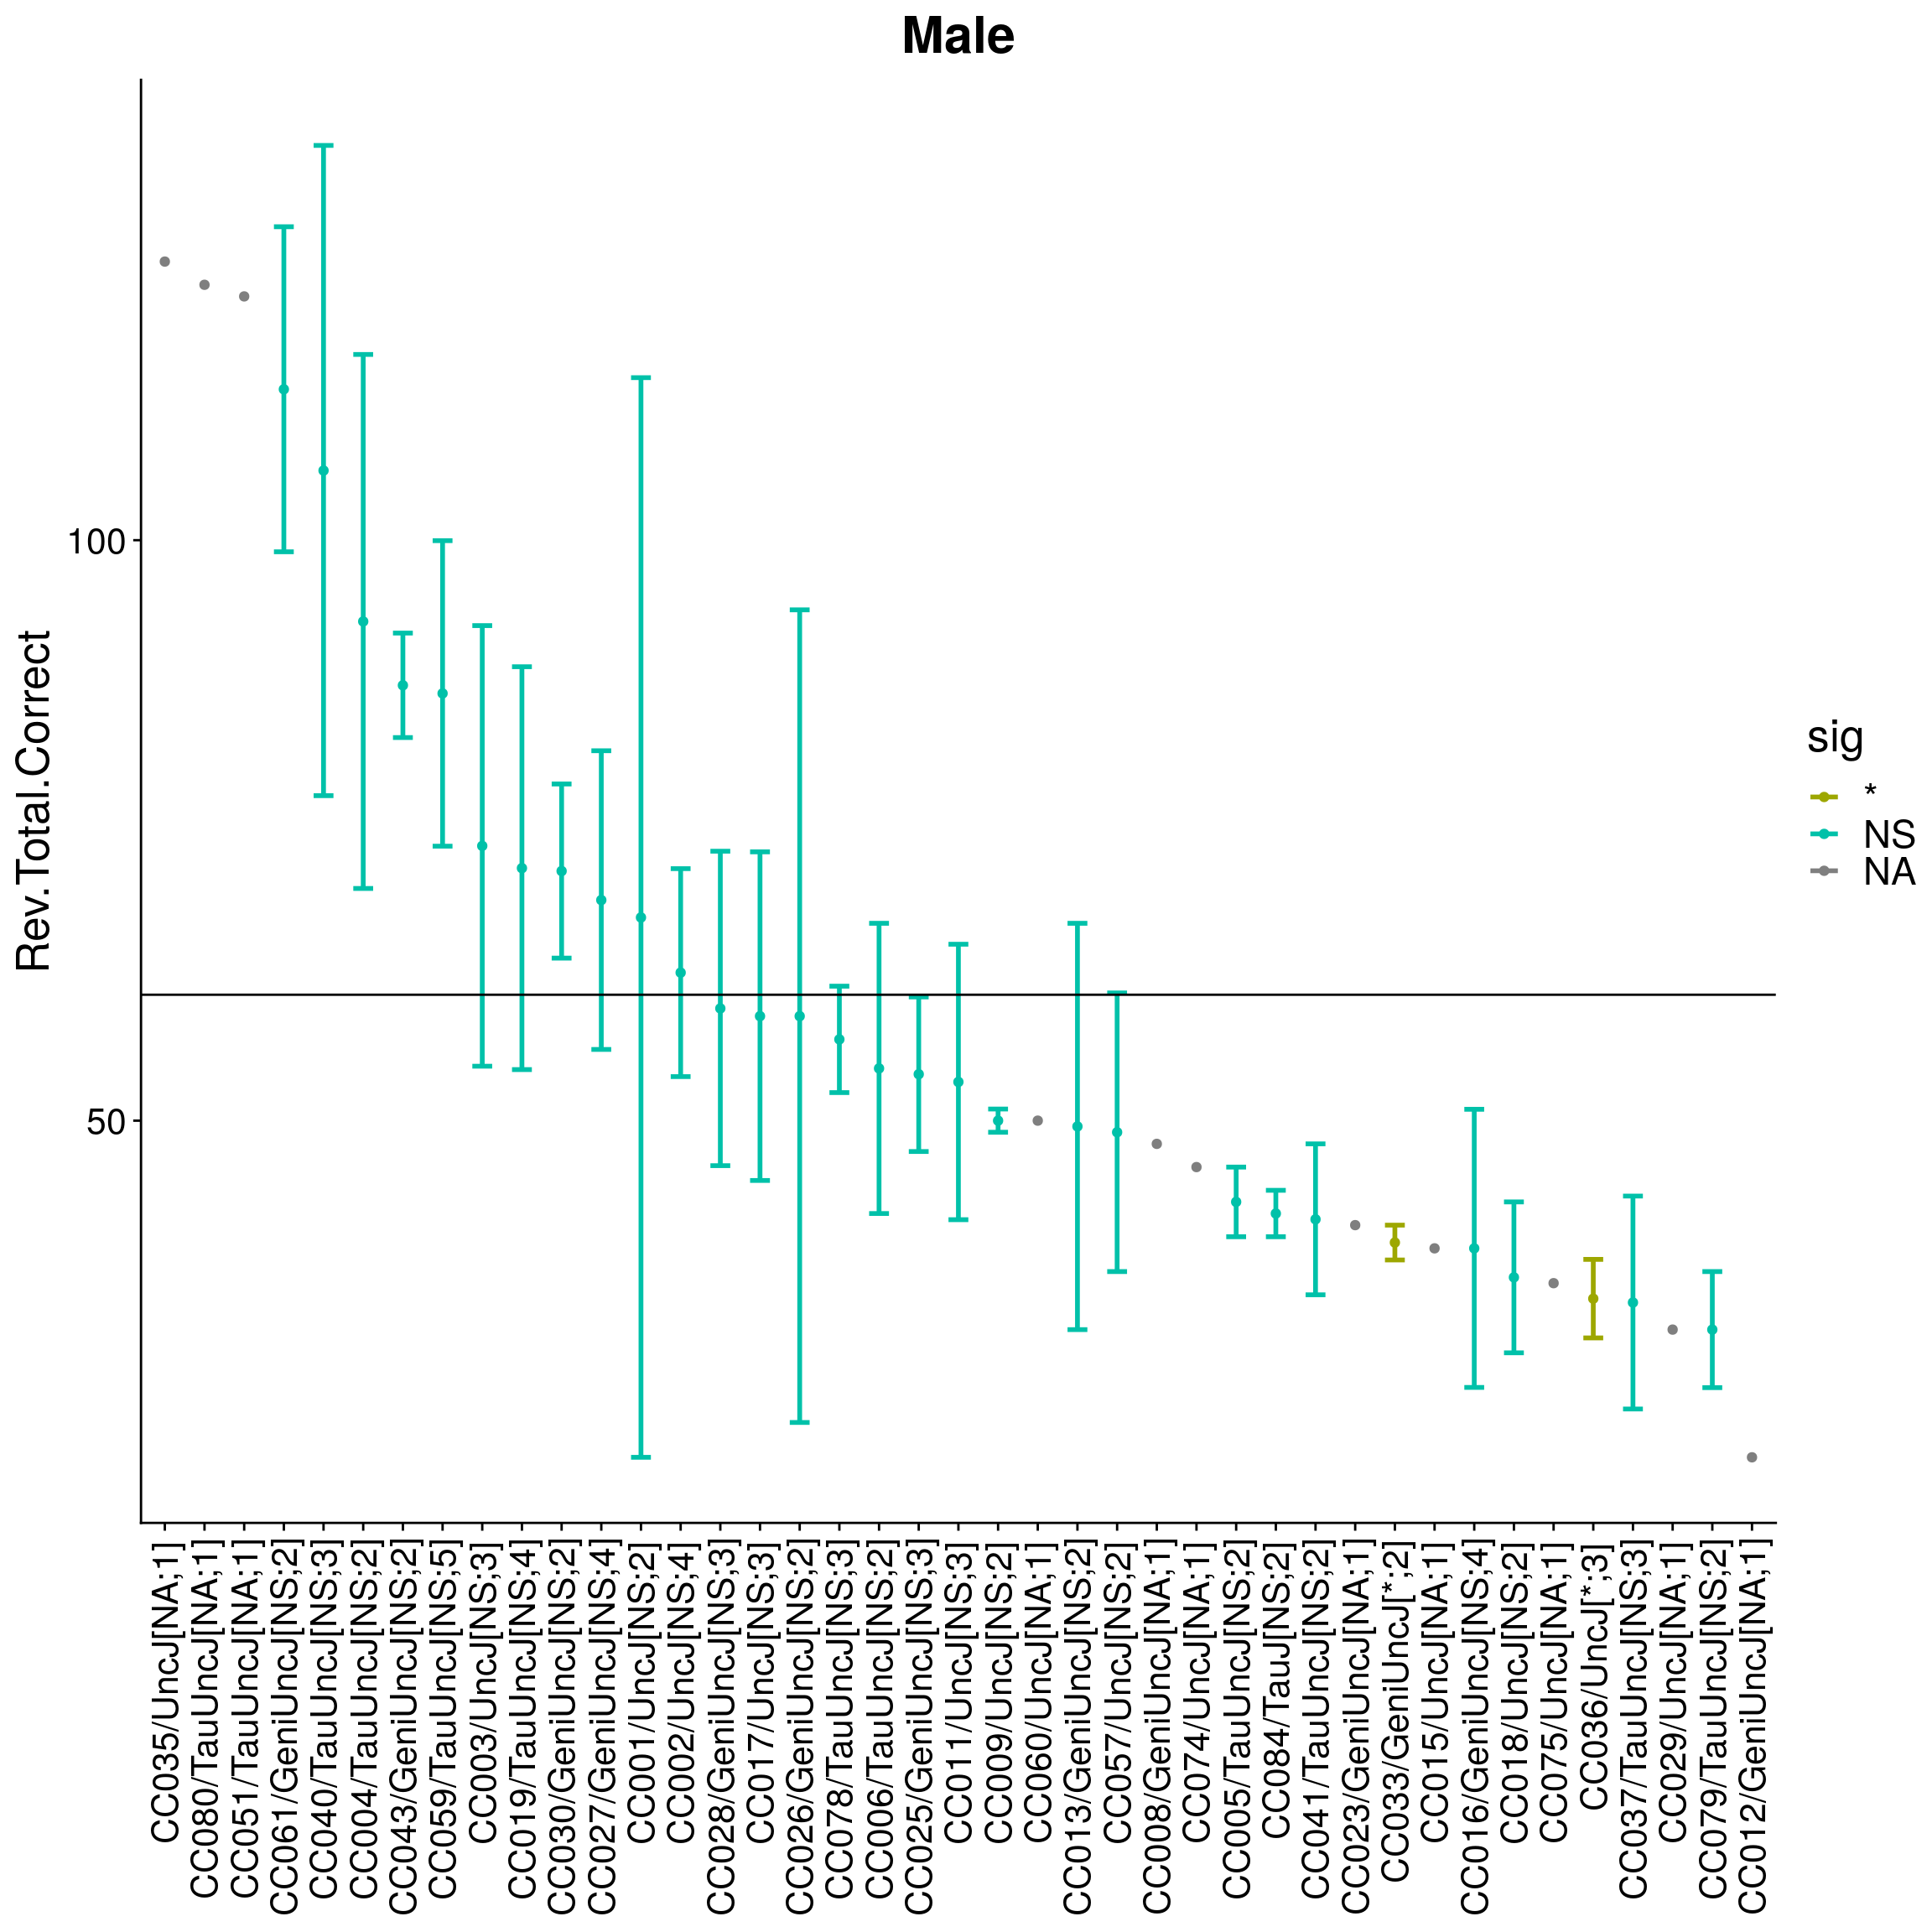 Male
Rev.Total.Correct
100
50
sig
*
NS
NA
CC035/UncJ[NA;1]
CC080/TauUncJ[NA;1]
CC051/TauUncJ[NA;1]
CC061/GeniUncJ[NS;2]
CC040/TauUncJ[NS;3]
CC004/TauUncJ[NS;2]
CC043/GeniUncJ[NS;2]
CC059/TauUncJ[NS;5]
CC003/UncJ[NS;3]
CC019/TauUncJ[NS;4]
CC030/GeniUncJ[NS;2]
CC027/GeniUncJ[NS;4]
CC001/UncJ[NS;2]
CC002/UncJ[NS;4]
CC028/GeniUncJ[NS;3]
CC017/UncJ[NS;3]
CC026/GeniUncJ[NS;2]
CC078/TauUncJ[NS;3]
CC006/TauUncJ[NS;2]
CC025/GeniUncJ[NS;3]
CC011/UncJ[NS;3]
CC009/UncJ[NS;2]
CC060/UncJ[NA;1]
CC013/GeniUncJ[NS;2]
CC057/UncJ[NS;2]
CC008/GeniUncJ[NA;1]
CC074/UncJ[NA;1]
CC005/TauUncJ[NS;2]
CC084/TauJ[NS;2]
CC041/TauUncJ[NS;2]
CC023/GeniUncJ[NA;1]
CC033/GeniUncJ[*;2]
CC015/UncJ[NA;1]
CC016/GeniUncJ[NS;4]
CC018/UncJ[NS;2]
CC075/UncJ[NA;1]
CC036/UncJ[*;3]
CC037/TauUncJ[NS;3]
CC029/UncJ[NA;1]
CC079/TauUncJ[NS;2]
CC012/GeniUncJ[NA;1]